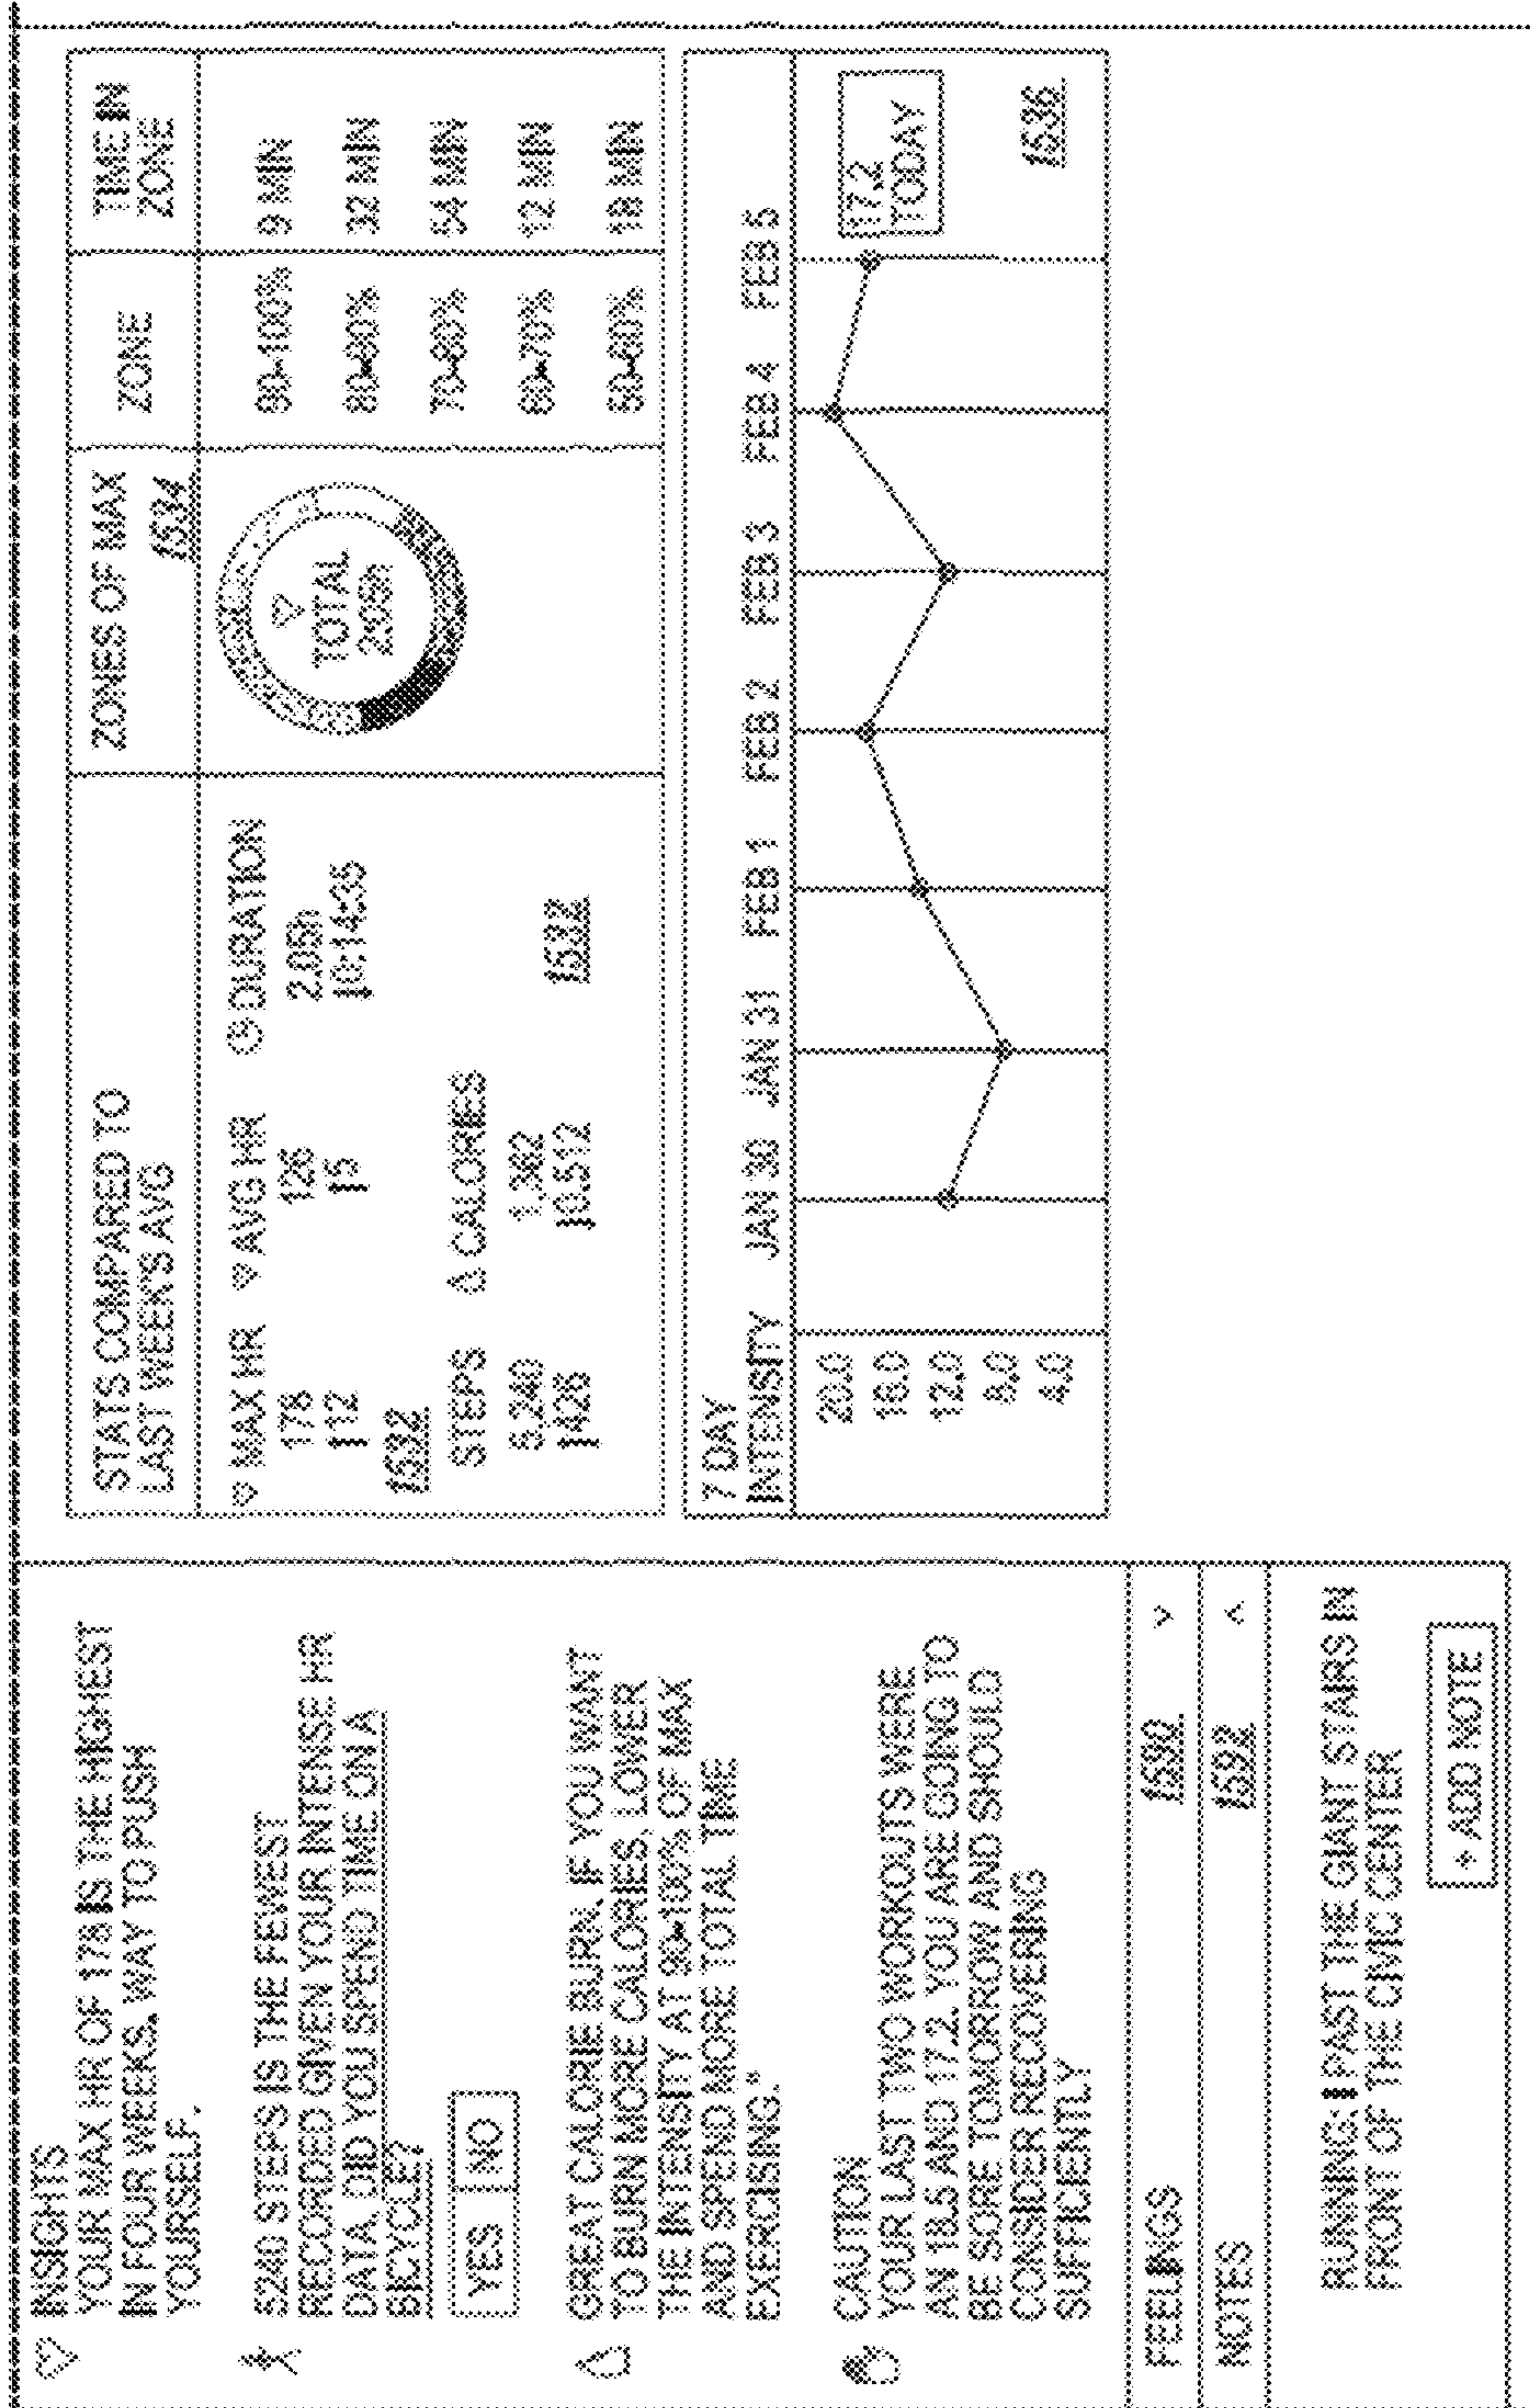 INSIGHTS
YOUR MAX HR OF 178 IS THE HIGHEST
IN FOUR WEEKS, WAY TO PUSH
YOURSELF.
5240 STEPS IS THE FEWEST
RECORDED GIVEN YOUR INTENSE HR
DATA, DID YOU SPEND TIME ON A
BICYCLE?
YES NO
GREAT CALORIE BURN, IF YOU WANT
TO BURN MORE CALORIES, LOWER
THE INTENSITY AT 90-100% OF MAX
AND SPEND MORE TOTAL TIME
EXERCISING."
CAUTION
YOUR LAST TWO WORKOUTS WERE
AN 18.5 AND 17.2. YOU ARE GOING TO
BE SORE TOMORROW AND SHOULD
CONSIDER RECOVERING
SUFFICIENTLY
FEELINGS 1590
NOTES 1592
RUNNING: I PAST THE GIANT STAIRS IN
FRONT OF THE CIVIC CENTER
+ ADD NOTE
STATS COMPARED TO
LAST WEEK'S AVG
MAX HR
178
112
1532
AVG HR
126
15
DURATION
2.05h
STEPS
5,240
CALORIES
1532
ZONES OF MAX
1534
TOTAL
2:05h
ZONE TIME IN
ZONE
90-100% 9 MIN
80-90% 32 MIN
70-80% 54 MIN
60-70% 12 MIN
50-60% 18 MIN
7 DAY
INTENSITY JAN 30 JAN 31 FEB 1 FEB 2 FEB 3 FEB 4 FEB 5
20.0
16.0
12.0
8.0
4.0
17.2
TODAY
1536